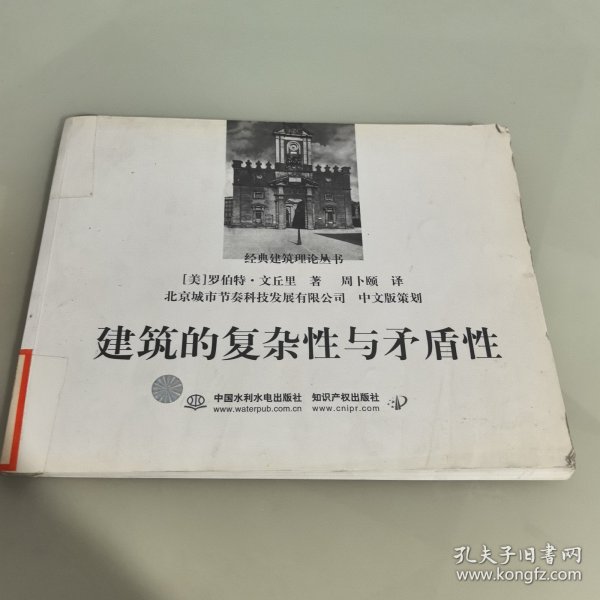 经典建筑理论丛书
[美]罗伯特·文丘里 著 周卜颐 译
北京城市节奏科技发展有限公司 中文版策划
建筑的复杂性与矛盾性
中国水利水电出版社 知识产权出版社
www.waterpub.com.cn www.cnipr.com
孔夫子旧书网
www.kongfz.com